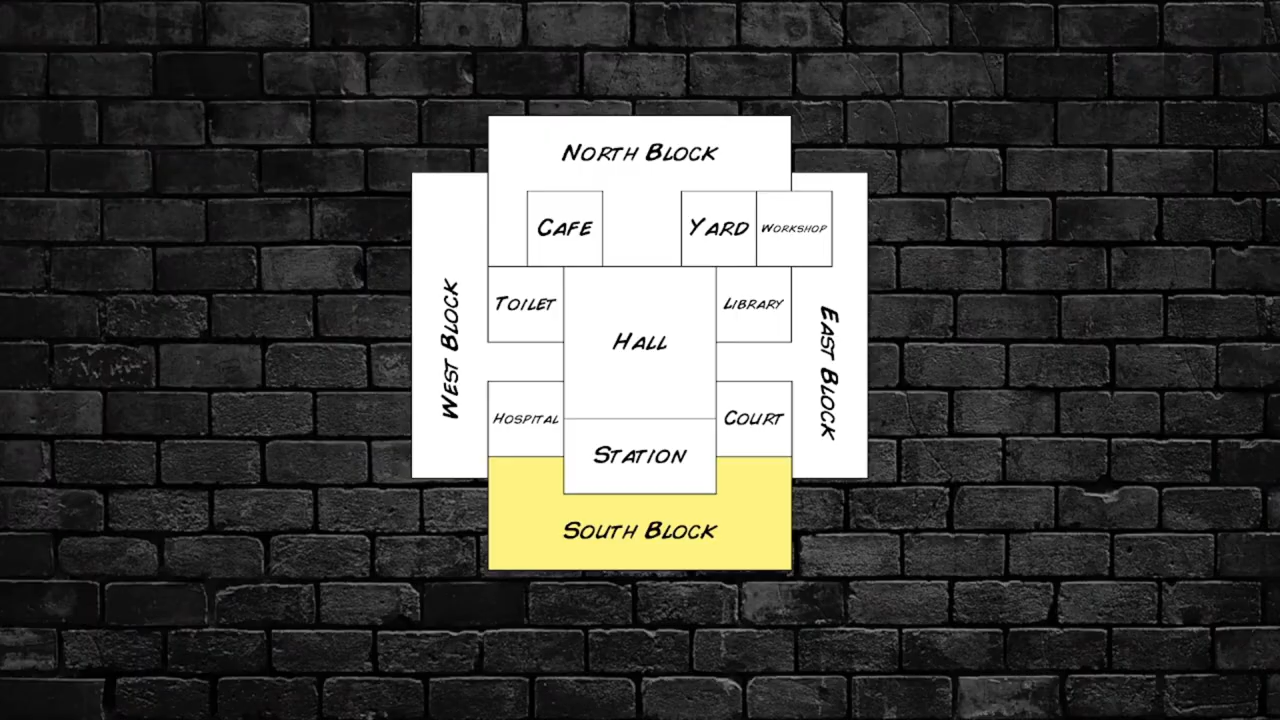 North Block
Cafe
Yard
Workshop
Toilet
Library
West Block
Hall
East Block
Hospital
Court
Station
South Block